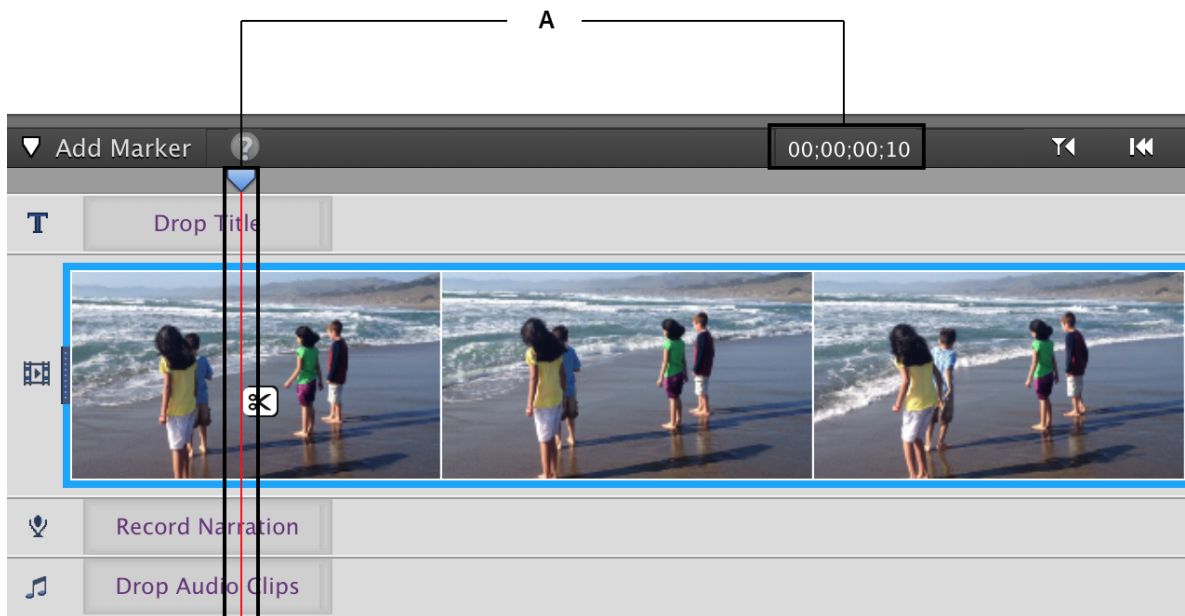 A
Add Marker ? 00;00;00;10
T Drop Title
Record Narration
Drop Audio Clips